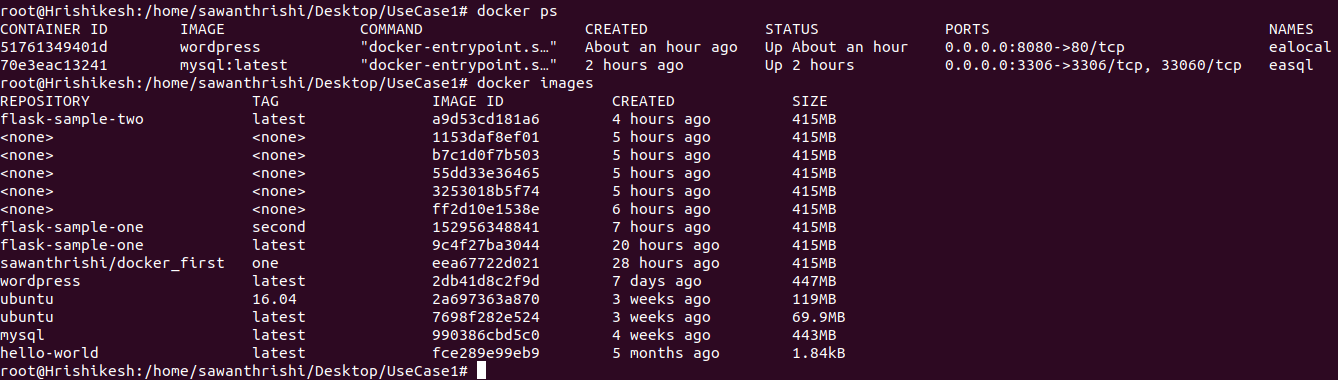 root@Hrishikesh:/home/sawanthrishi/Desktop/UseCase1# docker ps
CONTAINER ID        IMAGE               COMMAND                  CREATED             STATUS              PORTS                               NAMES
51761349401d        wordpress           "docker-entrypoint.s…"   About an hour ago   Up About an hour    0.0.0.0:8080->80/tcp                ealocal
70e3eac13241        mysql:latest        "docker-entrypoint.s…"   2 hours ago         Up 2 hours          0.0.0.0:3306->3306/tcp, 33060/tcp   easql
root@Hrishikesh:/home/sawanthrishi/Desktop/UseCase1# docker images
REPOSITORY                  TAG                 IMAGE ID            CREATED             SIZE
flask-sample-two            latest              a9d53cd181a6        4 hours ago         415MB
<none>                      <none>              1153daf8ef01        5 hours ago         415MB
<none>                      <none>              b7c1d0f7b503        5 hours ago         415MB
<none>                      <none>              55dd33e36465        5 hours ago         415MB
<none>                      <none>              3253018b5f74        5 hours ago         415MB
<none>                      <none>              ff2d10e1538e        6 hours ago         415MB
flask-sample-one            second              152956348841        7 hours ago         415MB
flask-sample-one            latest              9c4f27ba3044        20 hours ago        415MB
sawanthrishi/docker_first   one                 eea67722d021        28 hours ago        415MB
wordpress                   latest              2db41d8c2f9d        7 days ago          447MB
ubuntu                      16.04               2a697363a870        3 weeks ago         119MB
ubuntu                      latest              7698f282e524        3 weeks ago         69.9MB
mysql                       latest              990386cbd5c0        4 weeks ago         443MB
hello-world                 latest              fce289e99eb9        5 months ago        1.84kB
root@Hrishikesh:/home/sawanthrishi/Desktop/UseCase1#